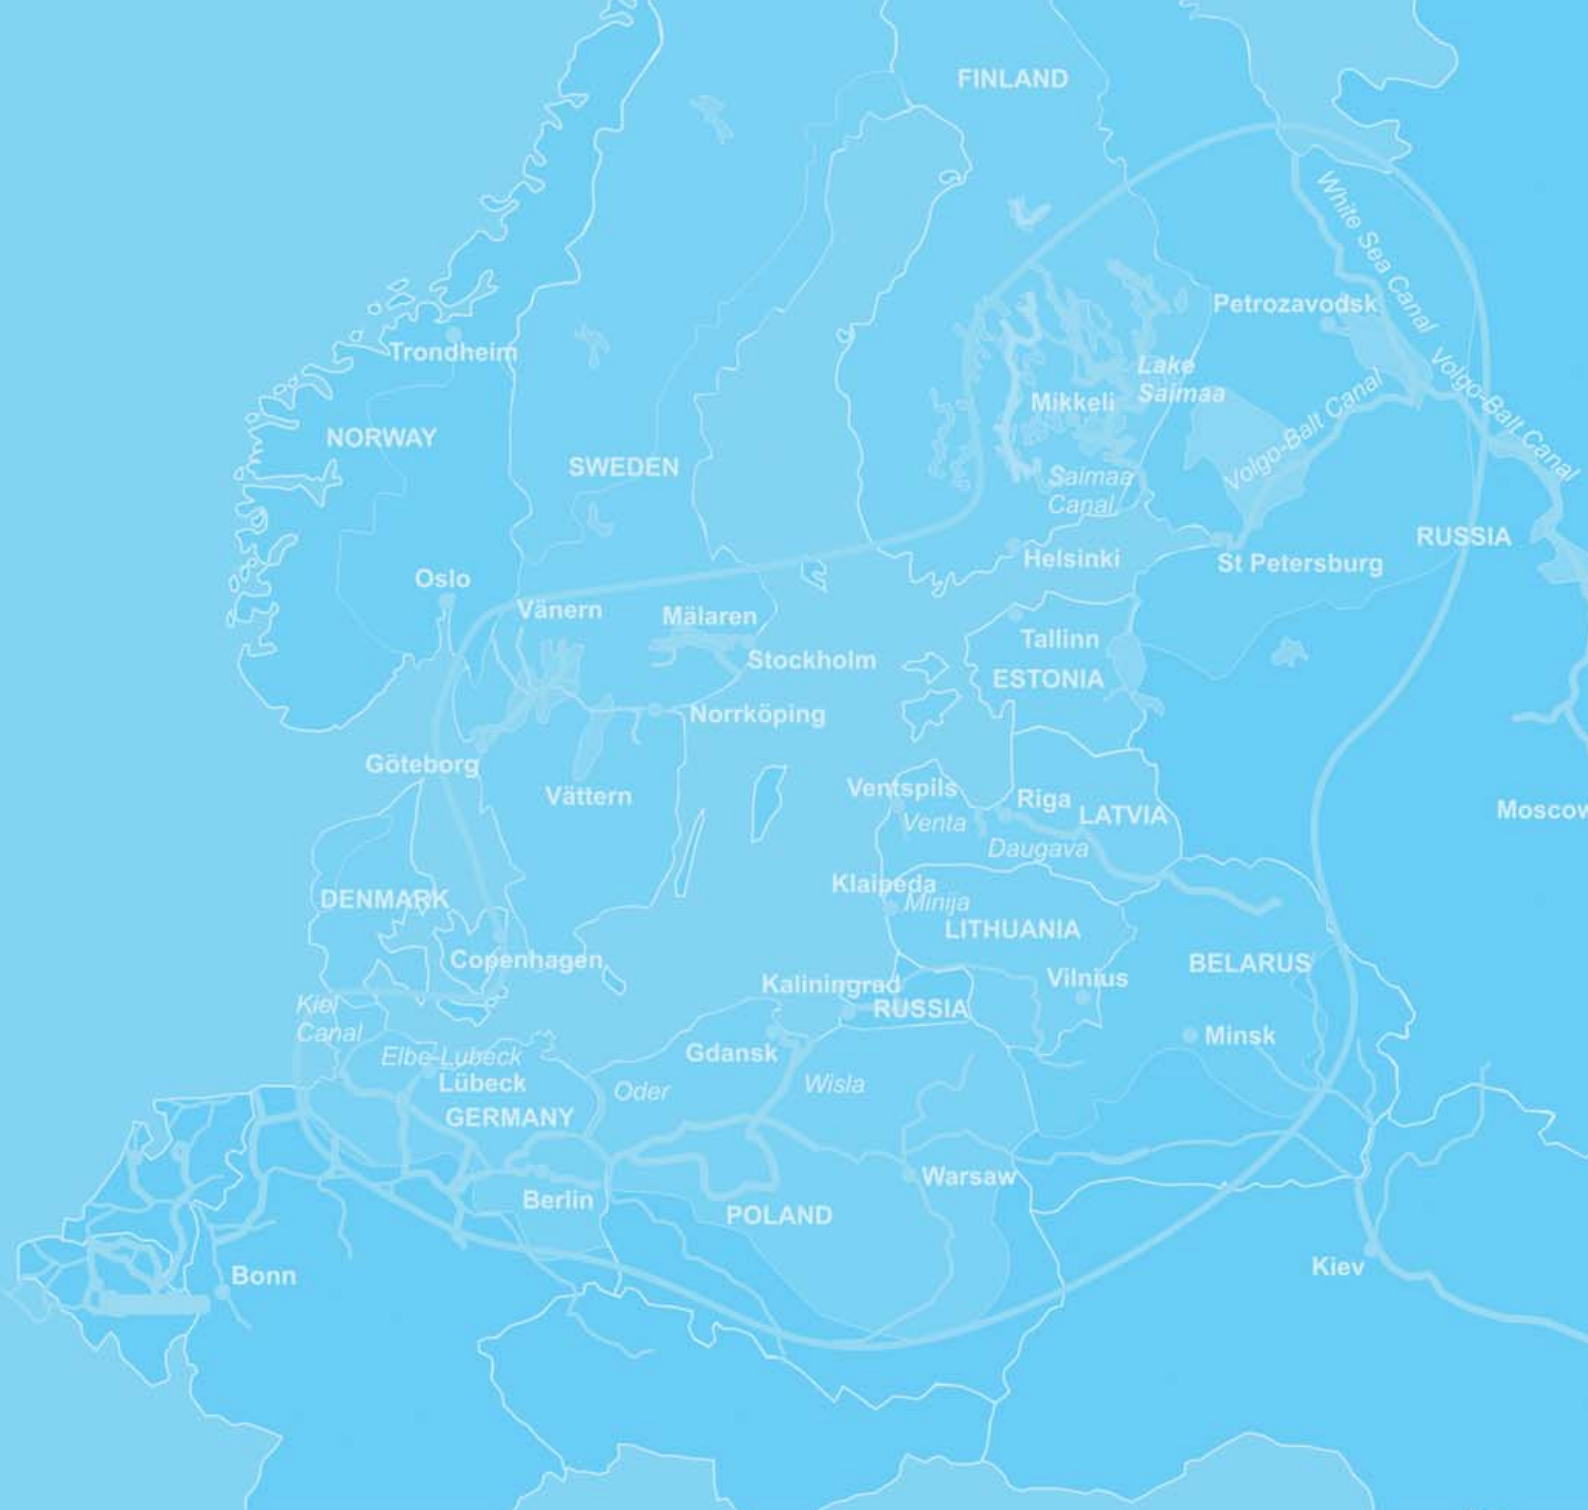 FINLAND
White Sea Canal
Petrozavodsk
Trondheim
Lake
Saimaa
Volgo-Balt Canal
Volgo-Balt Canal
Mikkeli
NORWAY
SWEDEN
Saimaa
Canal
RUSSIA
Helsinki
St Petersburg
Oslo
Vänern
Mälaren
Tallinn
Stockholm
ESTONIA
Norrköping
Göteborg
Ventspils
Vättern
Riga
LATVIA
Moscow
Venta
Daugava
Klaipeda
DENMARK
Minija
LITHUANIA
Copenhagen
BELARUS
Vilnius
Kaliningrad
Kiel
Canal
RUSSIA
Minsk
Gdansk
Elbe-Lubeck
Lübeck
Oder
Wisla
GERMANY
Warsaw
Berlin
POLAND
Kiev
Bonn